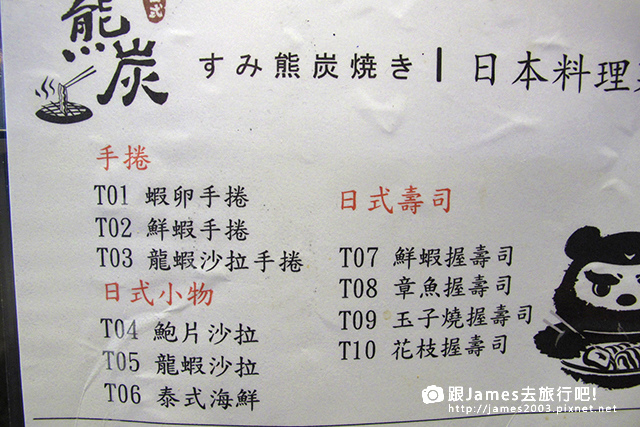 日式
熊炭
すみ熊炭焼き | 日本料理
手捲
T01 蝦卵手捲
T02 鮮蝦手捲
T03 龍蝦沙拉手捲
日式小物
T04 鮑片沙拉
T05 龍蝦沙拉
T06 泰式海鮮
日式壽司
T07 鮮蝦握壽司
T08 章魚握壽司
T09 玉子燒握壽司
T10 花枝握壽司
跟James去旅行吧!
http://james2003.pixnet.net